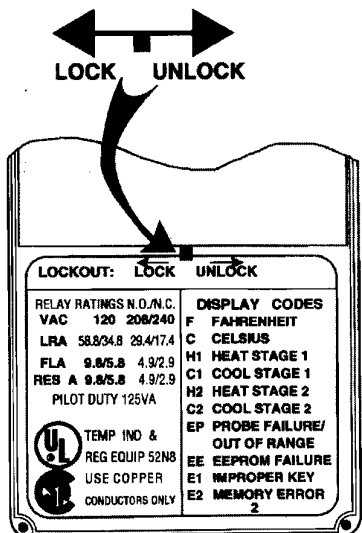 LOCK UNLOCK
LOCKOUT: LOCK UNLOCK
RELAY RATINGS N.O./N.C.
VAC 120 208/240
LRA 58.8/34.8 29.4/17.4
FLA 9.8/5.8 4.9/2.9
RES A 9.8/5.8 4.9/2.9
PILOT DUTY 125VA
UL
TEMP IND &
REG EQUIP 52N8
USE COPPER
CONDUCTORS ONLY
DISPLAY CODES
F FAHRENHEIT
C CELSIUS
H1 HEAT STAGE 1
C1 COOL STAGE 1
H2 HEAT STAGE 2
C2 COOL STAGE 2
EP PROBE FAILURE/
OUT OF RANGE
EE EEPROM FAILURE
E1 IMPROPER KEY
E2 MEMORY ERROR
2